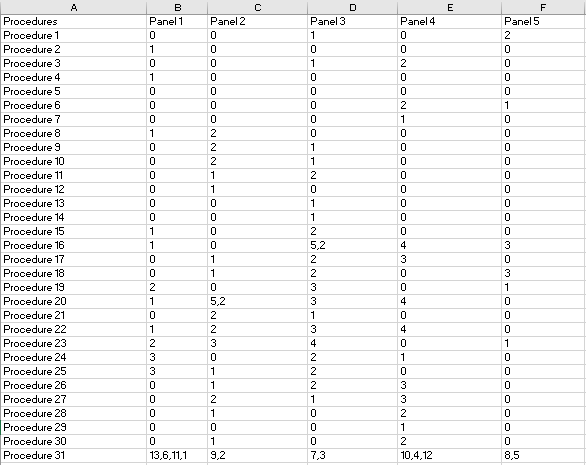 A B C D E F
Procedures Panel 1 Panel 2 Panel 3 Panel 4 Panel 5
Procedure 1 0 0 1 0 2
Procedure 2 1 0 0 0 0
Procedure 3 0 0 1 2 0
Procedure 4 1 0 0 0 0
Procedure 5 0 0 0 0 0
Procedure 6 0 0 0 2 1
Procedure 7 0 0 0 1 0
Procedure 8 1 2 0 0 0
Procedure 9 0 2 1 0 0
Procedure 10 0 2 1 0 0
Procedure 11 0 1 2 0 0
Procedure 12 0 1 0 0 0
Procedure 13 0 0 1 0 0
Procedure 14 0 0 1 0 0
Procedure 15 1 0 2 0 0
Procedure 16 1 0 5,2 4 3
Procedure 17 0 1 2 3 0
Procedure 18 0 1 2 0 3
Procedure 19 2 0 3 0 1
Procedure 20 1 5,2 3 4 0
Procedure 21 0 2 1 0 0
Procedure 22 1 2 3 4 0
Procedure 23 2 3 4 0 1
Procedure 24 3 0 2 1 0
Procedure 25 3 1 2 0 0
Procedure 26 0 1 2 3 0
Procedure 27 0 2 1 3 0
Procedure 28 0 1 0 2 0
Procedure 29 0 0 0 1 0
Procedure 30 0 1 0 2 0
Procedure 31 13,6,11,1 9,2 7,3 10,4,12 8,5